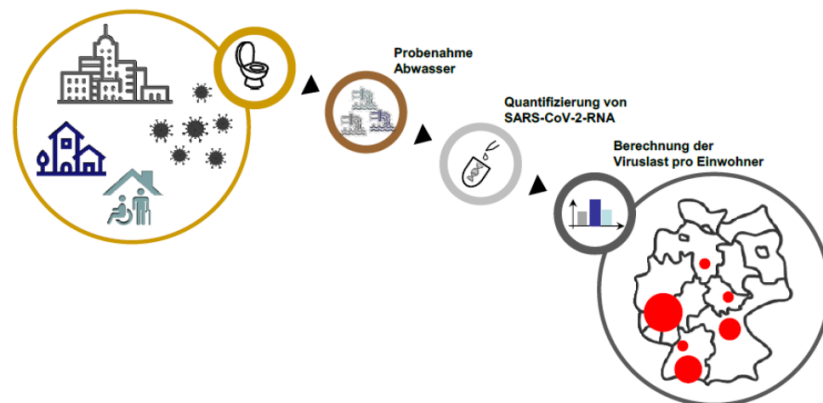 Probenahme
Abwasser
Quantifizierung von
SARS-CoV-2-RNA
Berechnung der
Viruslast pro Einwohner